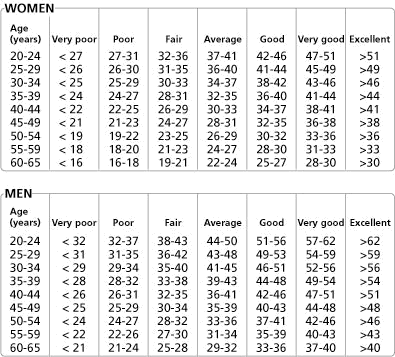 WOMEN
Age
(years) Very poor Poor Fair Average Good Very good Excellent
20-24 < 27 27-31 32-36 37-41 42-46 47-51 >51
25-29 < 26 26-30 31-35 36-40 41-44 45-49 >49
30-34 < 25 25-29 30-33 34-37 38-42 43-46 >46
35-39 < 24 24-27 28-31 32-35 36-40 41-44 >44
40-44 < 22 22-25 26-29 30-33 34-37 38-41 >41
45-49 < 21 21-23 24-27 28-31 32-35 36-38 >38
50-54 < 19 19-22 23-25 26-29 30-32 33-36 >36
55-59 < 18 18-20 21-23 24-27 28-30 31-33 >33
60-65 < 16 16-18 19-21 22-24 25-27 28-30 >30
MEN
Age
(years) Very poor Poor Fair Average Good Very good Excellent
20-24 < 32 32-37 38-43 44-50 51-56 57-62 >62
25-29 < 31 31-35 36-42 43-48 49-53 54-59 >59
30-34 < 29 29-34 35-40 41-45 46-51 52-56 >56
35-39 < 28 28-32 33-38 39-43 44-48 49-54 >54
40-44 < 26 26-31 32-35 36-41 42-46 47-51 >51
45-49 < 25 25-29 30-34 35-39 40-43 44-48 >48
50-54 < 24 24-27 28-32 33-36 37-41 42-46 >46
55-59 < 22 22-26 27-30 31-34 35-39 40-43 >43
60-65 < 21 21-24 25-28 29-32 33-36 37-40 >40